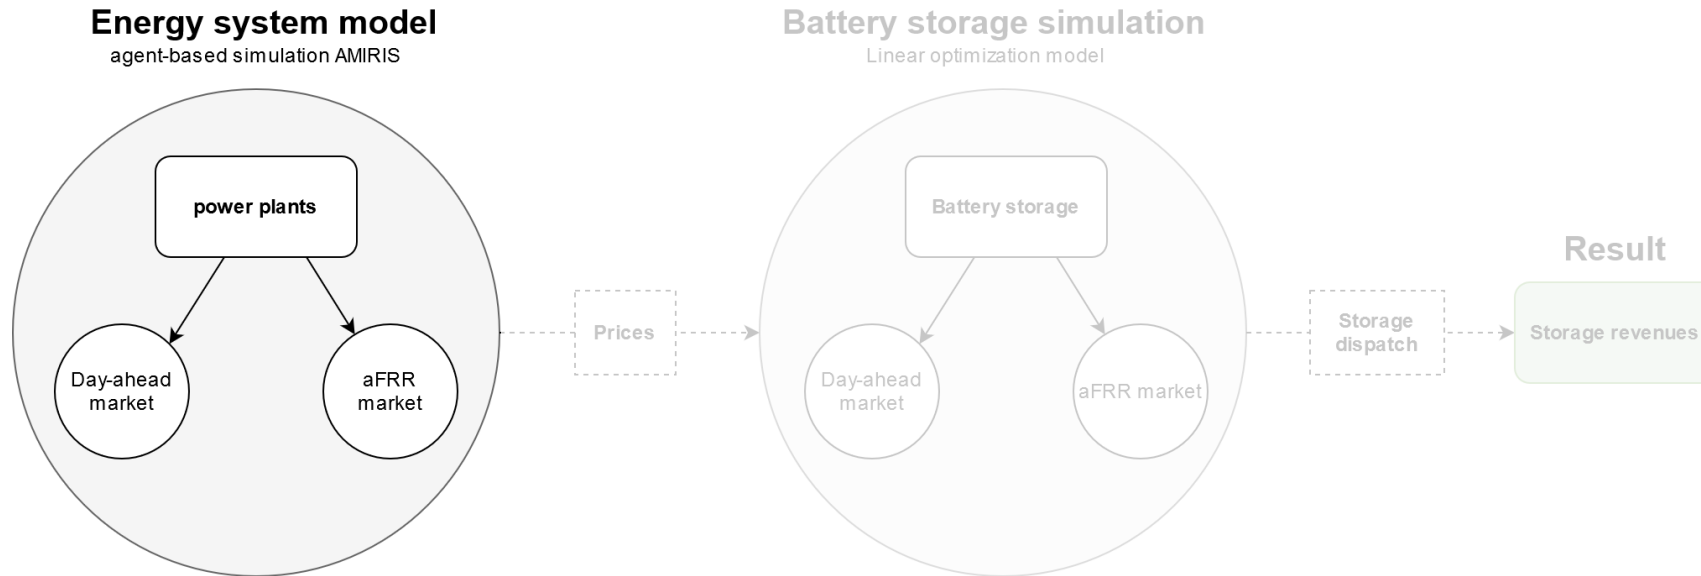 Energy system model
agent-based simulation AMIRIS
power plants
Day-ahead
market
aFRR
market
Prices
Battery storage simulation
Linear optimization model
Battery storage
Day-ahead
market
aFRR market
Storage
dispatch
Result
Storage revenues